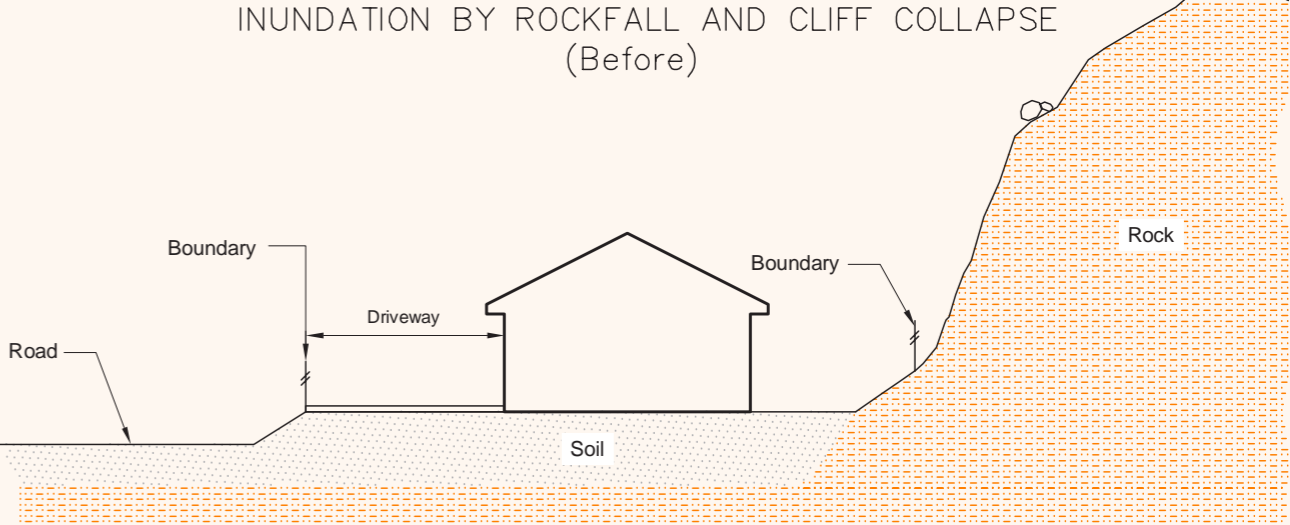 INUNDATION BY ROCKFALL AND CLIFF COLLAPSE
(Before)
Rock
Boundary
Boundary
Driveway
Road
Soil